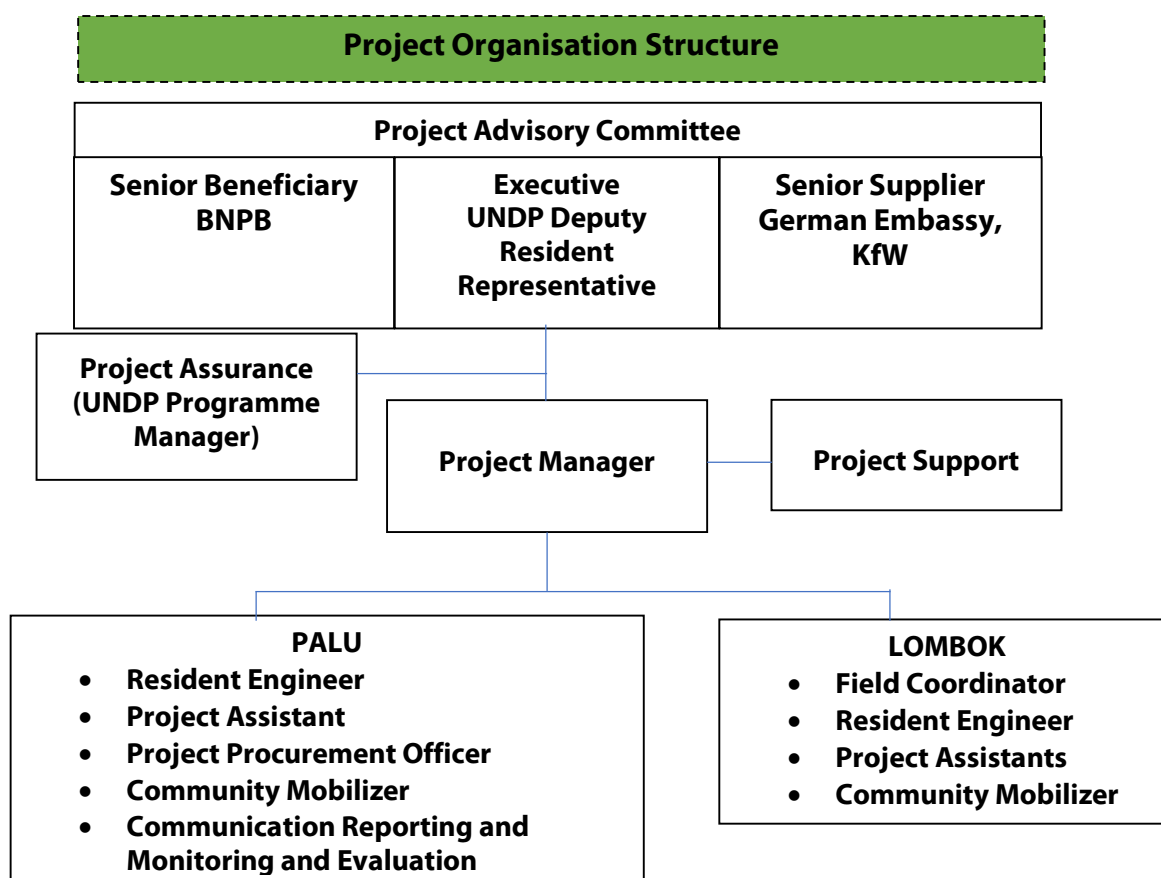 Project Organisation Structure
Project Advisory Committee
Senior Beneficiary
BNPB
Executive
UNDP Deputy
Resident
Representative
Senior Supplier
German Embassy,
KfW
Project Assurance
(UNDP Programme
Manager)
Project Manager
Project Support
PALU
• Resident Engineer
• Project Assistant
• Project Procurement Officer
• Community Mobilizer
• Communication Reporting and
Monitoring and Evaluation
LOMBOK
• Field Coordinator
• Resident Engineer
• Project Assistants
• Community Mobilizer